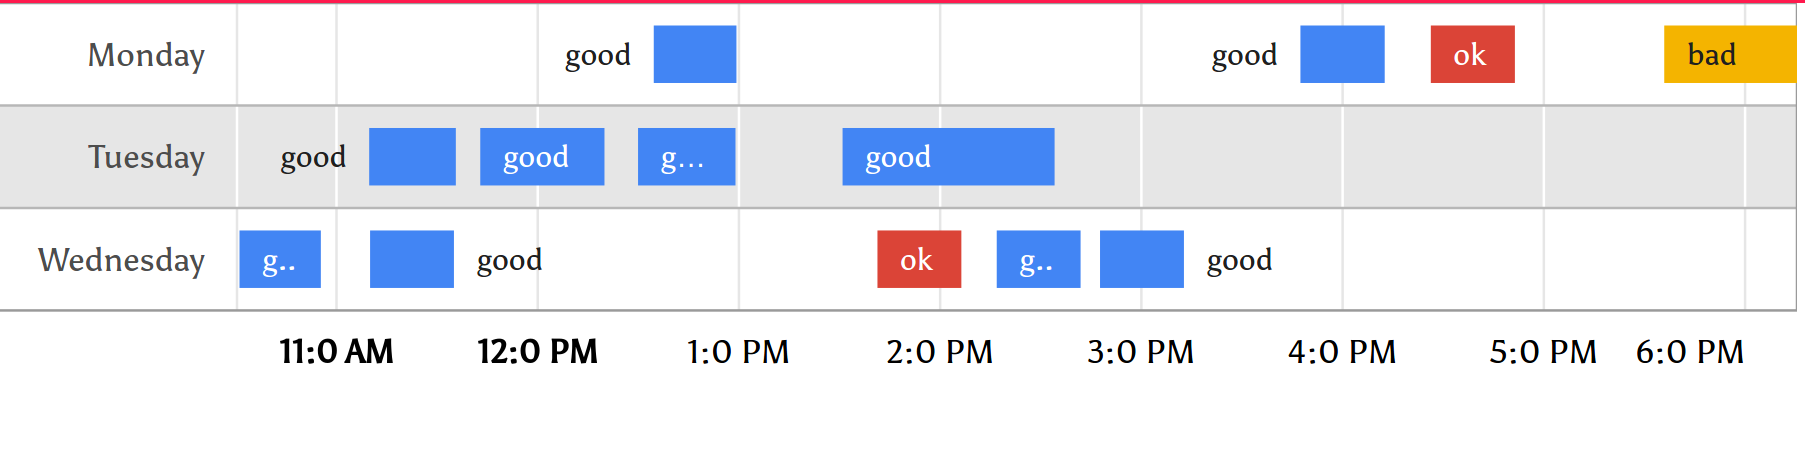 Monday good good ok bad
Tuesday good good g... good
Wednesday g.. good ok g.. good
11:0 AM 12:0 PM 1:0 PM 2:0 PM 3:0 PM 4:0 PM 5:0 PM 6:0 PM